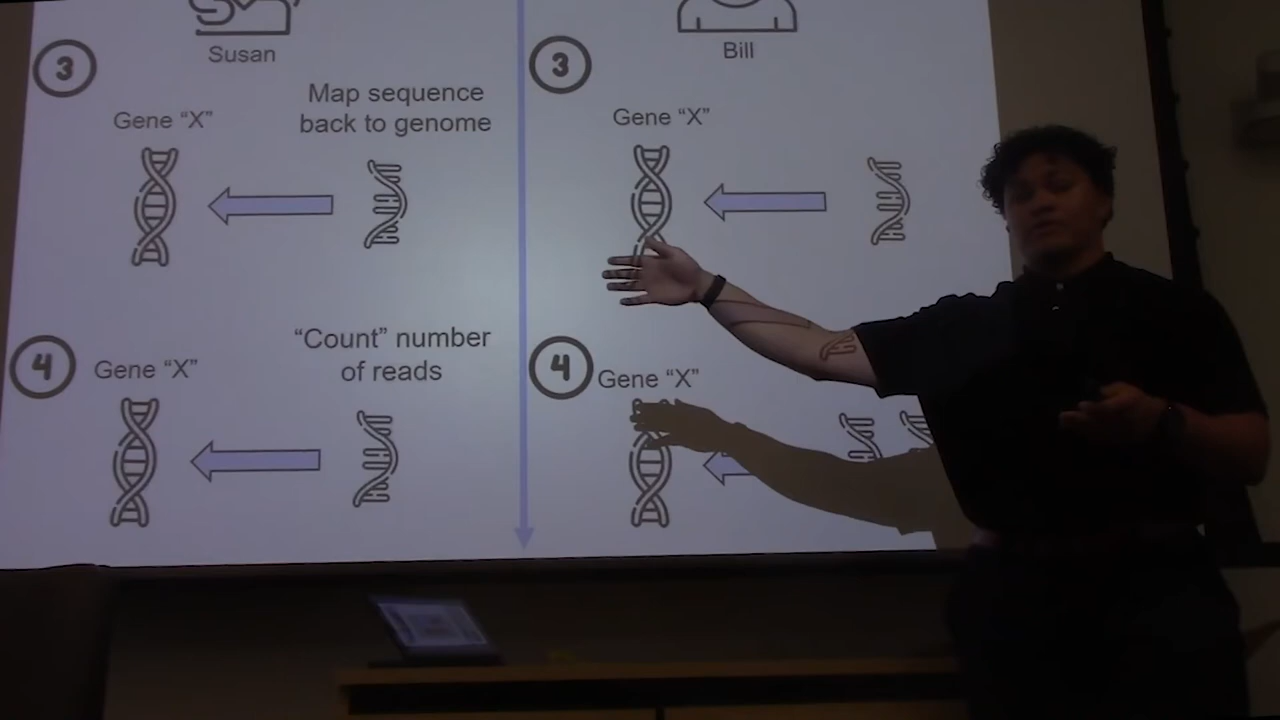 Susan
3
Gene “X”
Map sequence
back to genome
4
Gene “X”
“Count” number
of reads
Bill
3
Gene “X”
4
Gene “X”